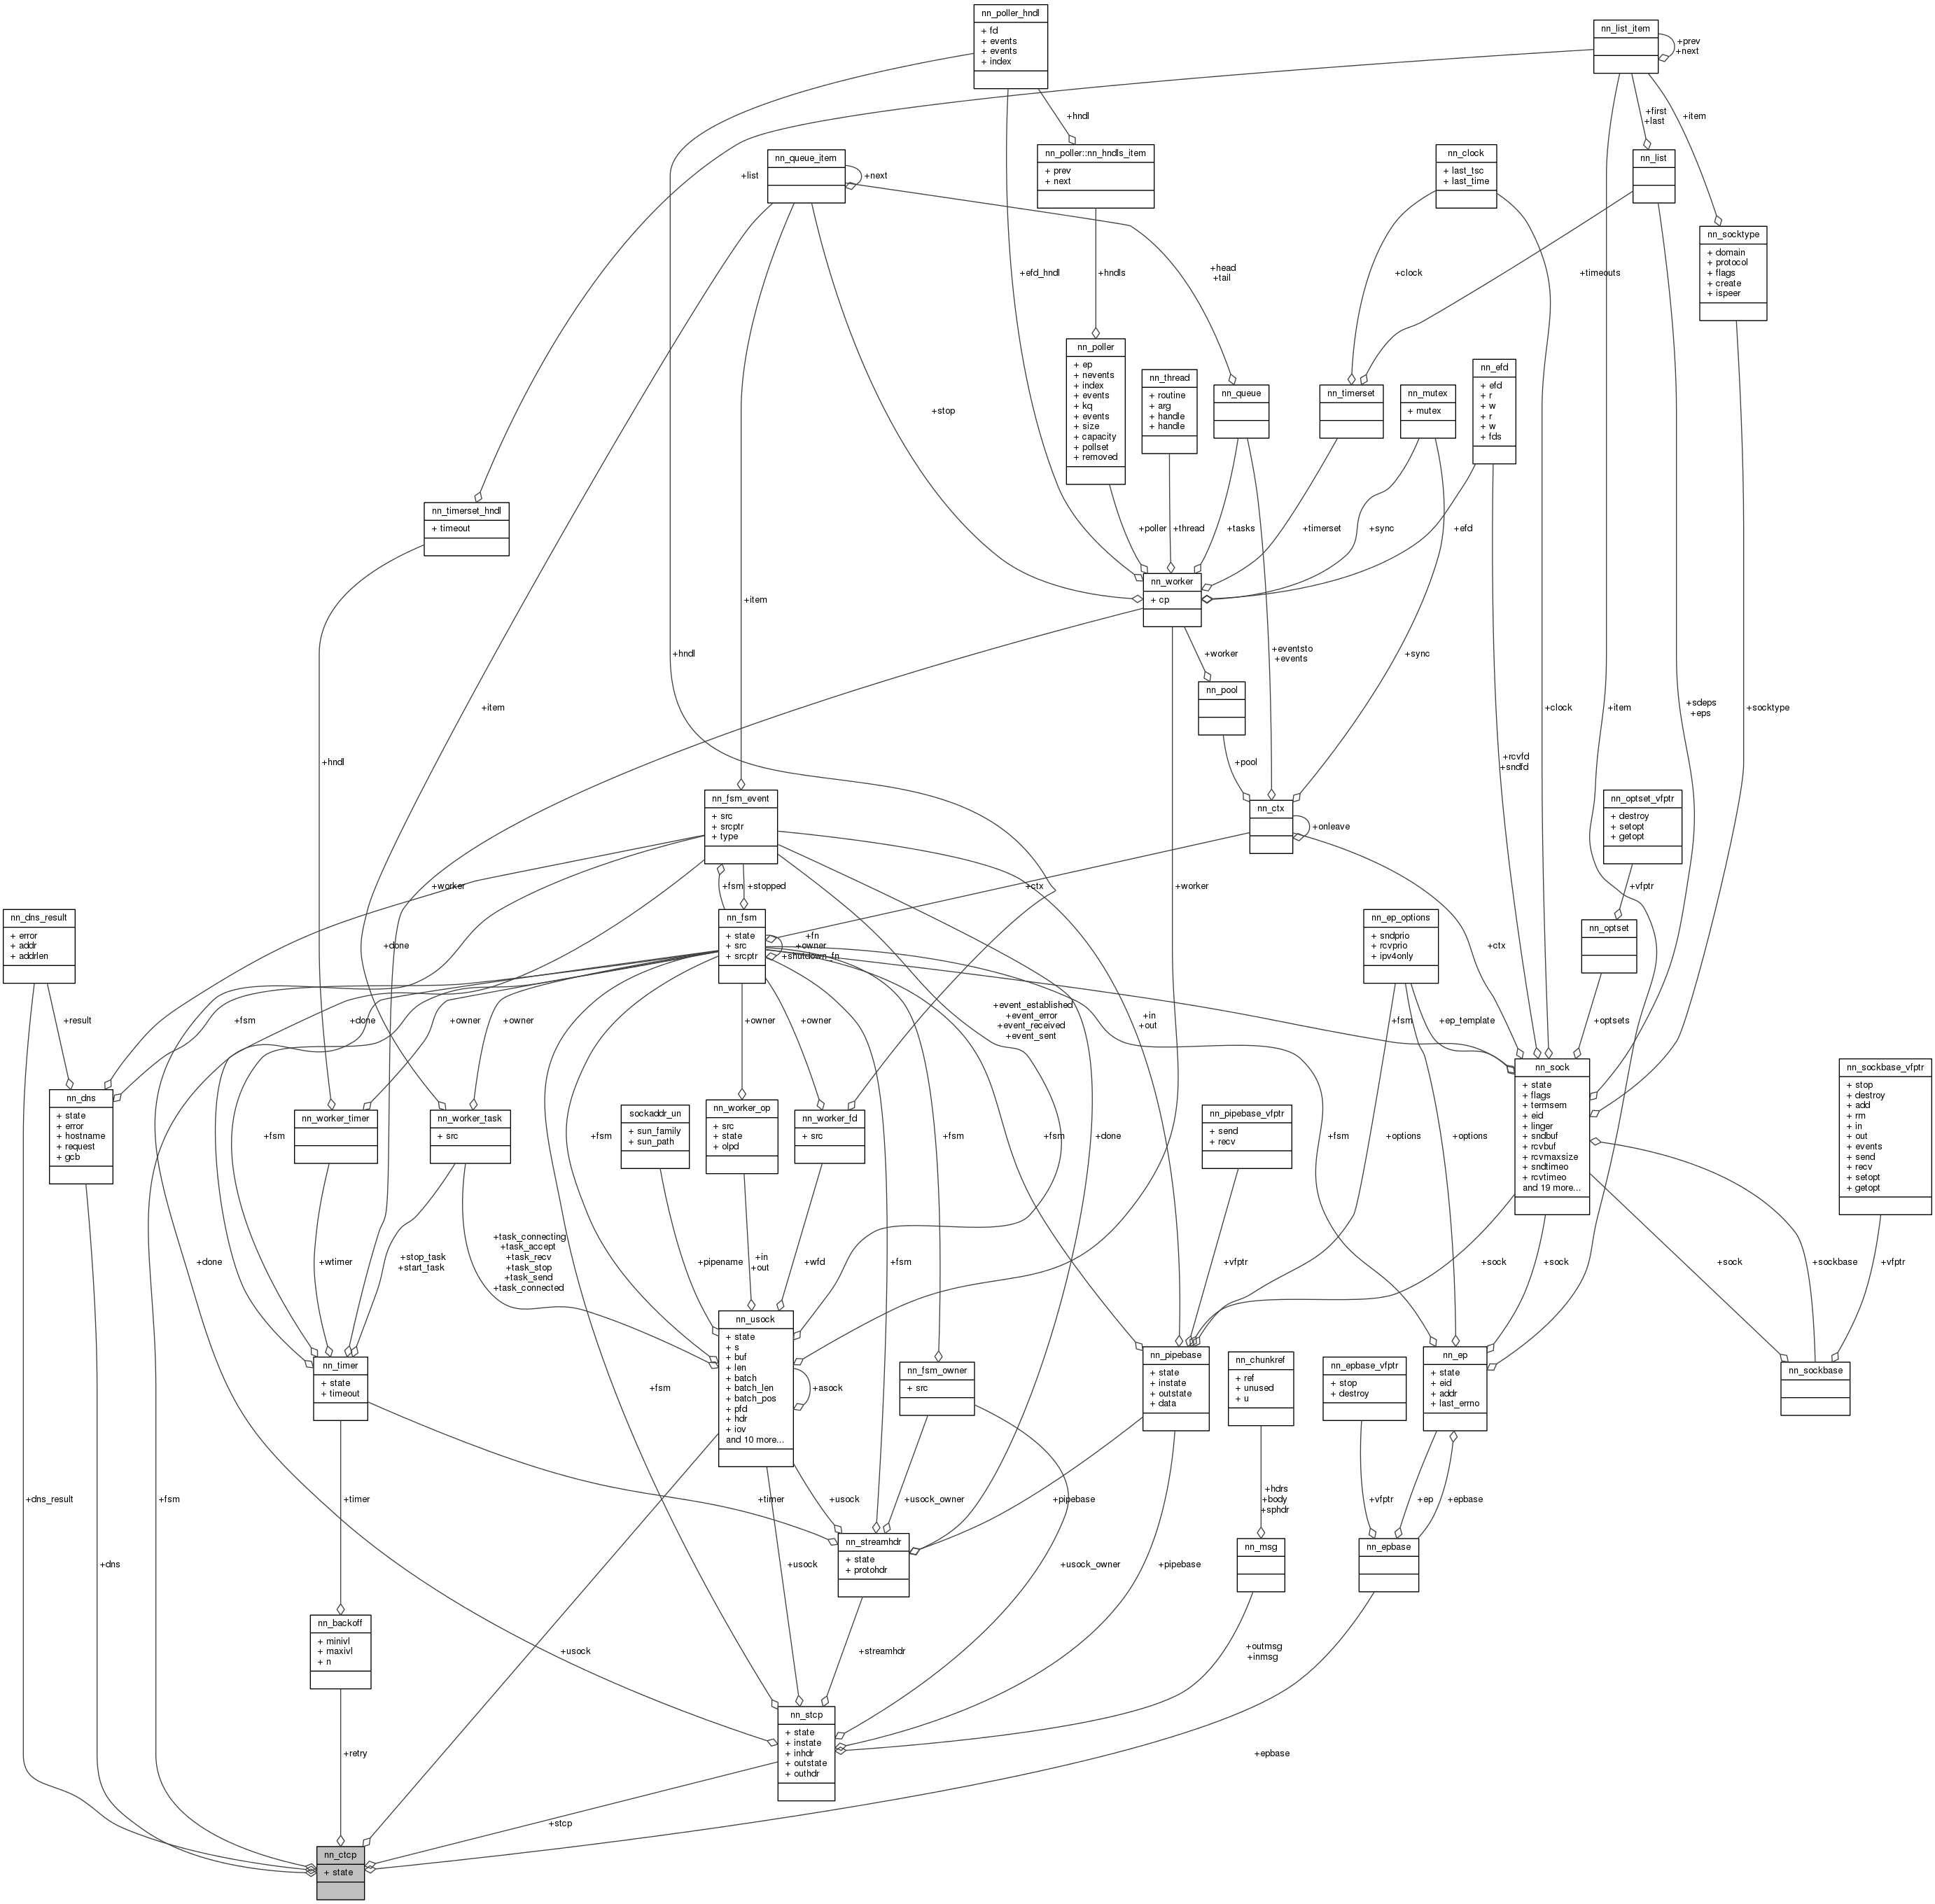 nn_poller_hndl
+ fd
+ events
+ events
+ index
nn_list_item
+prev
+next
+hndl
+first
+last
+item
nn_queue_item
+next
nn_poller::nn_hndls_item
+ prev
+ next
nn_clock
+ last_tsc
+ last_time
nn_list
+list
nn_socktype
+ domain
+ protocol
+ flags
+ create
+ ispeer
+efd_hndl
+hndls
+head
+tail
+clock
+timeouts
nn_poller
+ ep
+ nevents
+ index
+ events
+ kq
+ events
+ size
+ capacity
+ pollset
+ removed
nn_thread
+ routine
+ arg
+ handle
+ handle
nn_queue
nn_timerset
nn_mutex
+ mutex
nn_efd
+ efd
+ r
+ w
+ r
+ w
+ fds
+stop
nn_timerset_hndl
+ timeout
+poller
+thread
+tasks
+timerset
+sync
+efd
nn_worker
+ cp
+item
+hndl
+worker
+eventsto
+events
+sync
nn_pool
+item
+item
+sdeps
+eps
+clock
+socktype
+hndl
+pool
+rcvfd
+sndfd
nn_fsm_event
+ src
+ srcptr
+ type
nn_ctx
+onleave
nn_optset_vfptr
+ destroy
+ setopt
+ getopt
+worker
+fsm
+stopped
+ctx
+worker
+vfptr
nn_dns_result
+ error
+ addr
+ addrlen
nn_fsm
+ state
+ src
+ srcptr
+fn
+owner
+shutdown_fn
nn_ep_options
+ sndprio
+ rcvprio
+ ipv4only
nn_optset
+done
+ctx
+result
+fsm
+done
+owner
+owner
+owner
+owner
+event_established
+event_error
+event_received
+event_sent
+in
+out
+fsm
+ep_template
+optsets
nn_dns
+ state
+ error
+ hostname
+ request
+ gcb
nn_worker_timer
nn_worker_task
+ src
sockaddr_un
+ sun_family
+ sun_path
nn_worker_op
+ src
+ state
+ olpd
nn_worker_fd
+ src
nn_pipebase_vfptr
+ send
+ recv
nn_sock
+ state
+ flags
+ termsem
+ eid
+ linger
+ sndbuf
+ rcvbuf
+ rcvmaxsize
+ sndtimeo
+ rcvtimeo
and 19 more...
nn_sockbase_vfptr
+ stop
+ destroy
+ add
+ rm
+ in
+ out
+ events
+ send
+ recv
+ setopt
+ getopt
+fsm
+fsm
+fsm
+fsm
+done
+fsm
+options
+options
+done
+wtimer
+stop_task
+start_task
+task_connecting
+task_accept
+task_recv
+task_stop
+task_send
+task_connected
+pipename
+in
+out
+wfd
+fsm
+vfptr
+sock
+sock
+sock
+sockbase
+vfptr
nn_timer
+ state
+ timeout
nn_usock
+ state
+ s
+ buf
+ len
+ batch
+ batch_len
+ batch_pos
+ pfd
+ hdr
+ iov
and 10 more...
+asock
+fsm
nn_fsm_owner
+ src
nn_pipebase
+ state
+ instate
+ outstate
+ data
nn_chunkref
+ ref
+ unused
+ u
nn_epbase_vfptr
+ stop
+ destroy
nn_ep
+ state
+ eid
+ addr
+ last_errno
nn_sockbase
+dns_result
+fsm
+timer
+timer
+usock
+usock_owner
+pipebase
+hdrs
+body
+sphdr
+vfptr
+ep
+epbase
+dns
nn_streamhdr
+ state
+ protohdr
nn_msg
nn_epbase
+usock
+usock_owner
+pipebase
nn_backoff
+ minivl
+ maxivl
+ n
+usock
+streamhdr
+outmsg
+inmsg
nn_stcp
+ state
+ instate
+ inhdr
+ outstate
+ outhdr
+retry
+epbase
+stcp
nn_ctcp
+ state